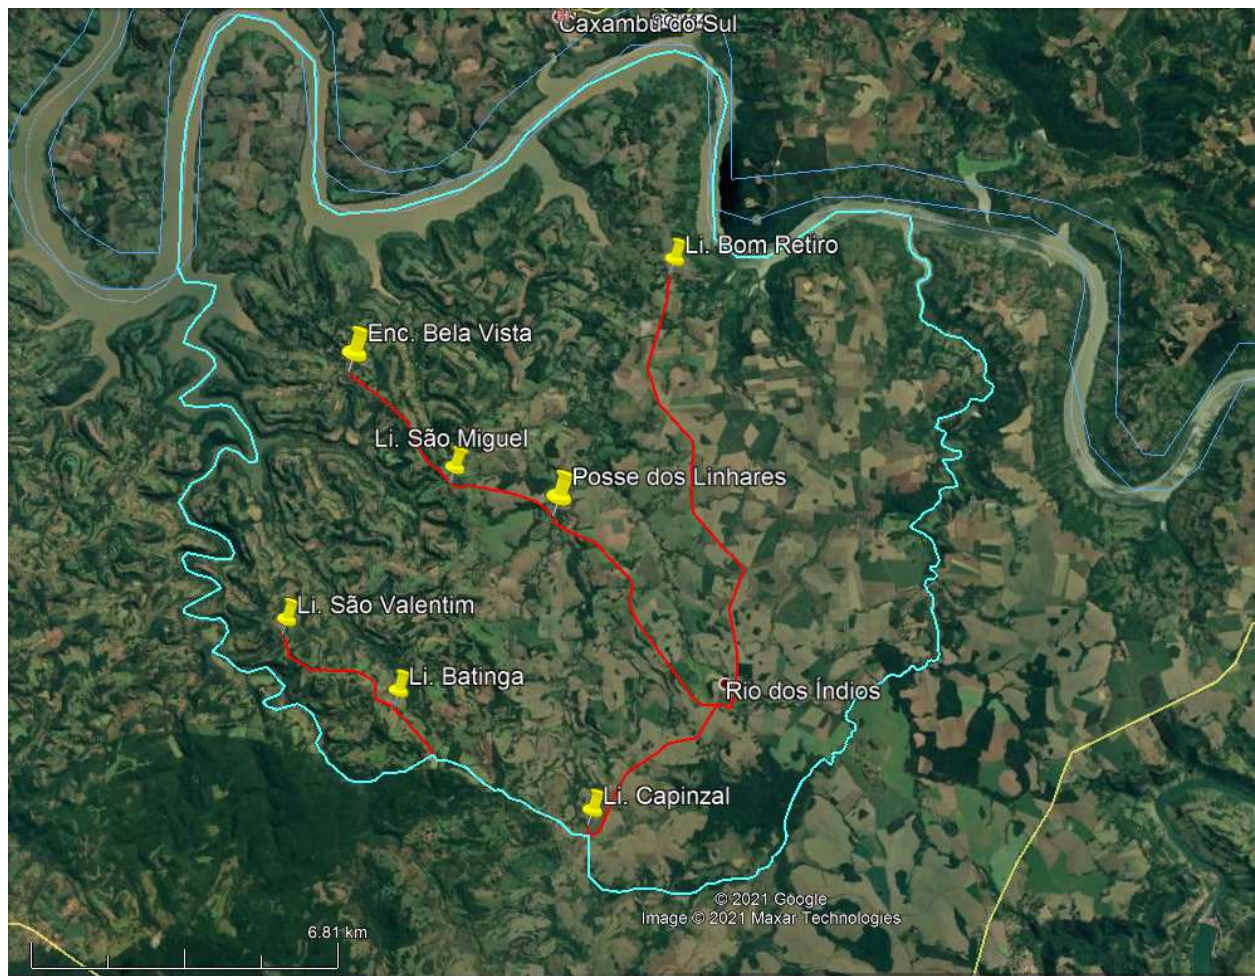 Caxambu do Sul
Li. Bom Retiro
Enc. Bela Vista
Li. São Miguel
Posse dos Linhares
Li. São Valentim
Li. Batinga
Rio dos Índios
Li. Capinzal
© 2021 Google
Image © 2021 Maxar Technologies
6.81 km